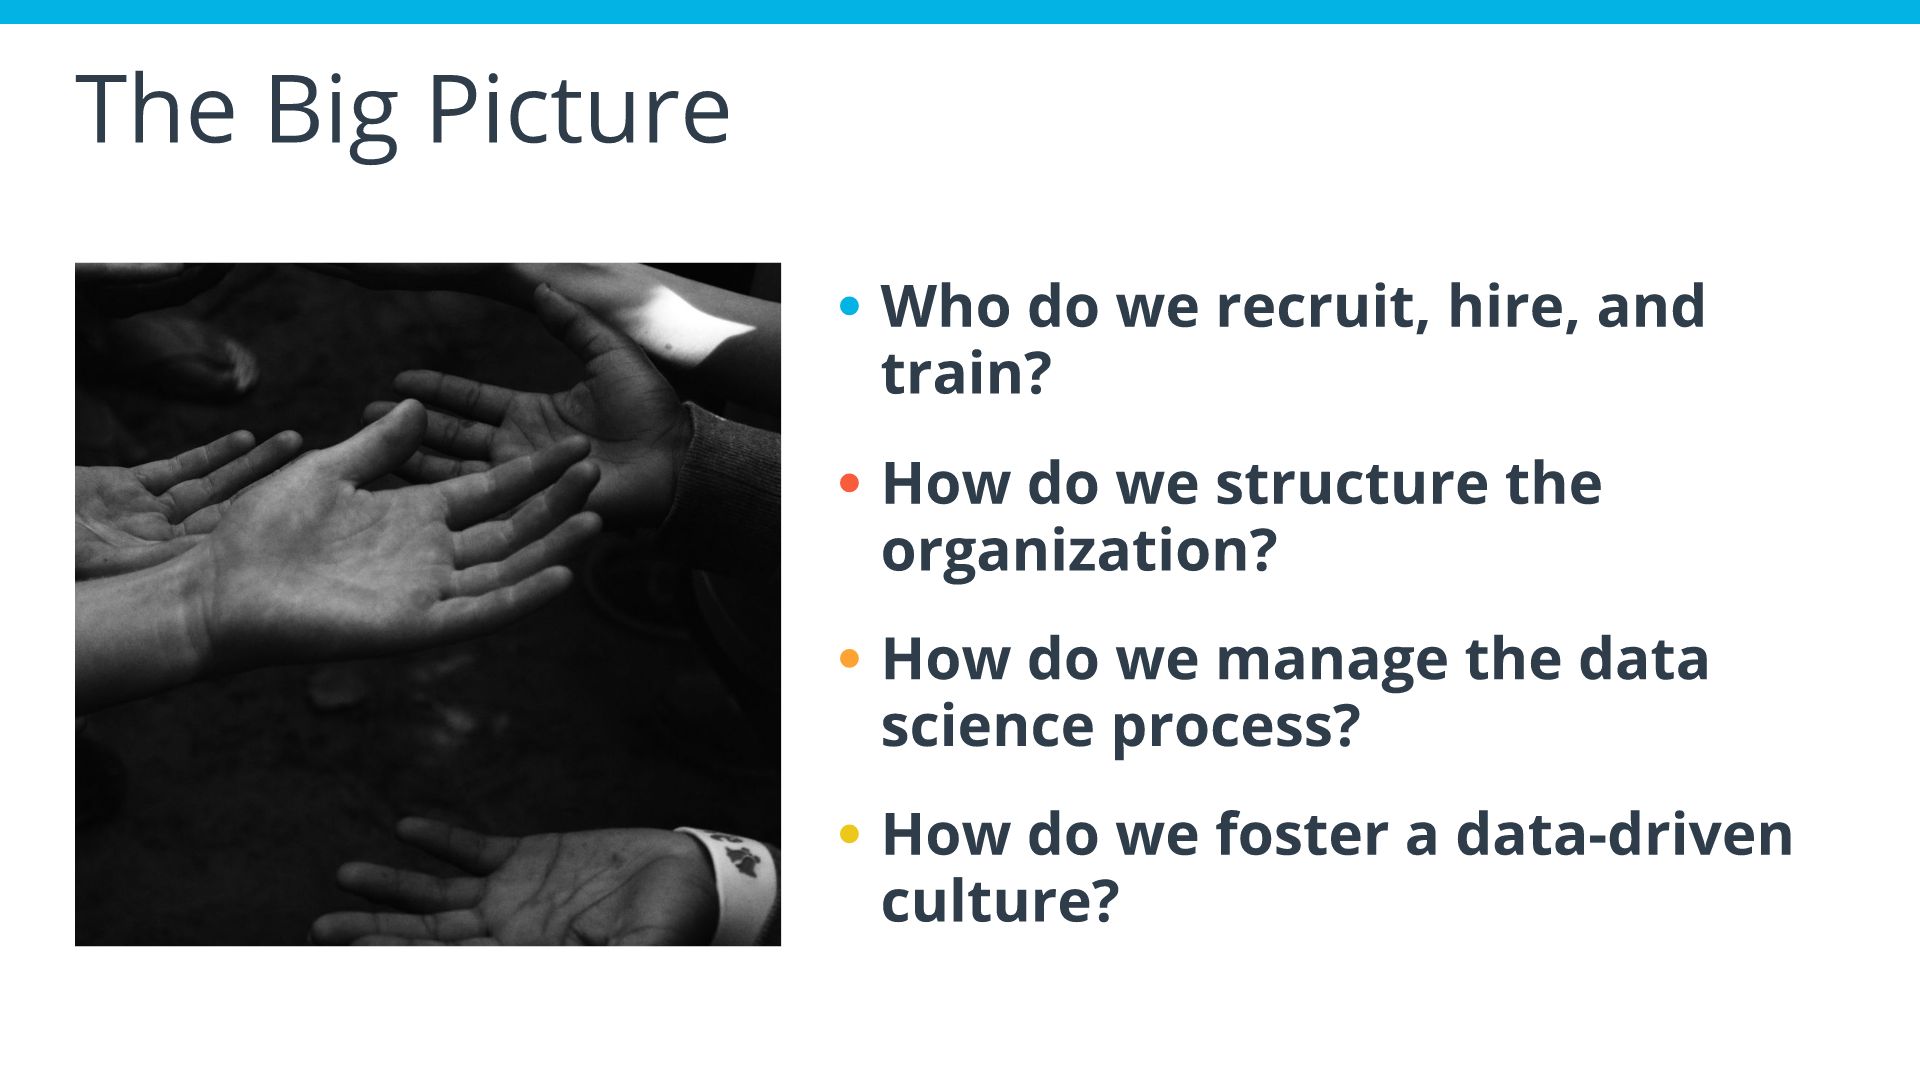 The Big Picture
• Who do we recruit, hire, and
train?
• How do we structure the
organization?
• How do we manage the data
science process?
• How do we foster a data-driven
culture?